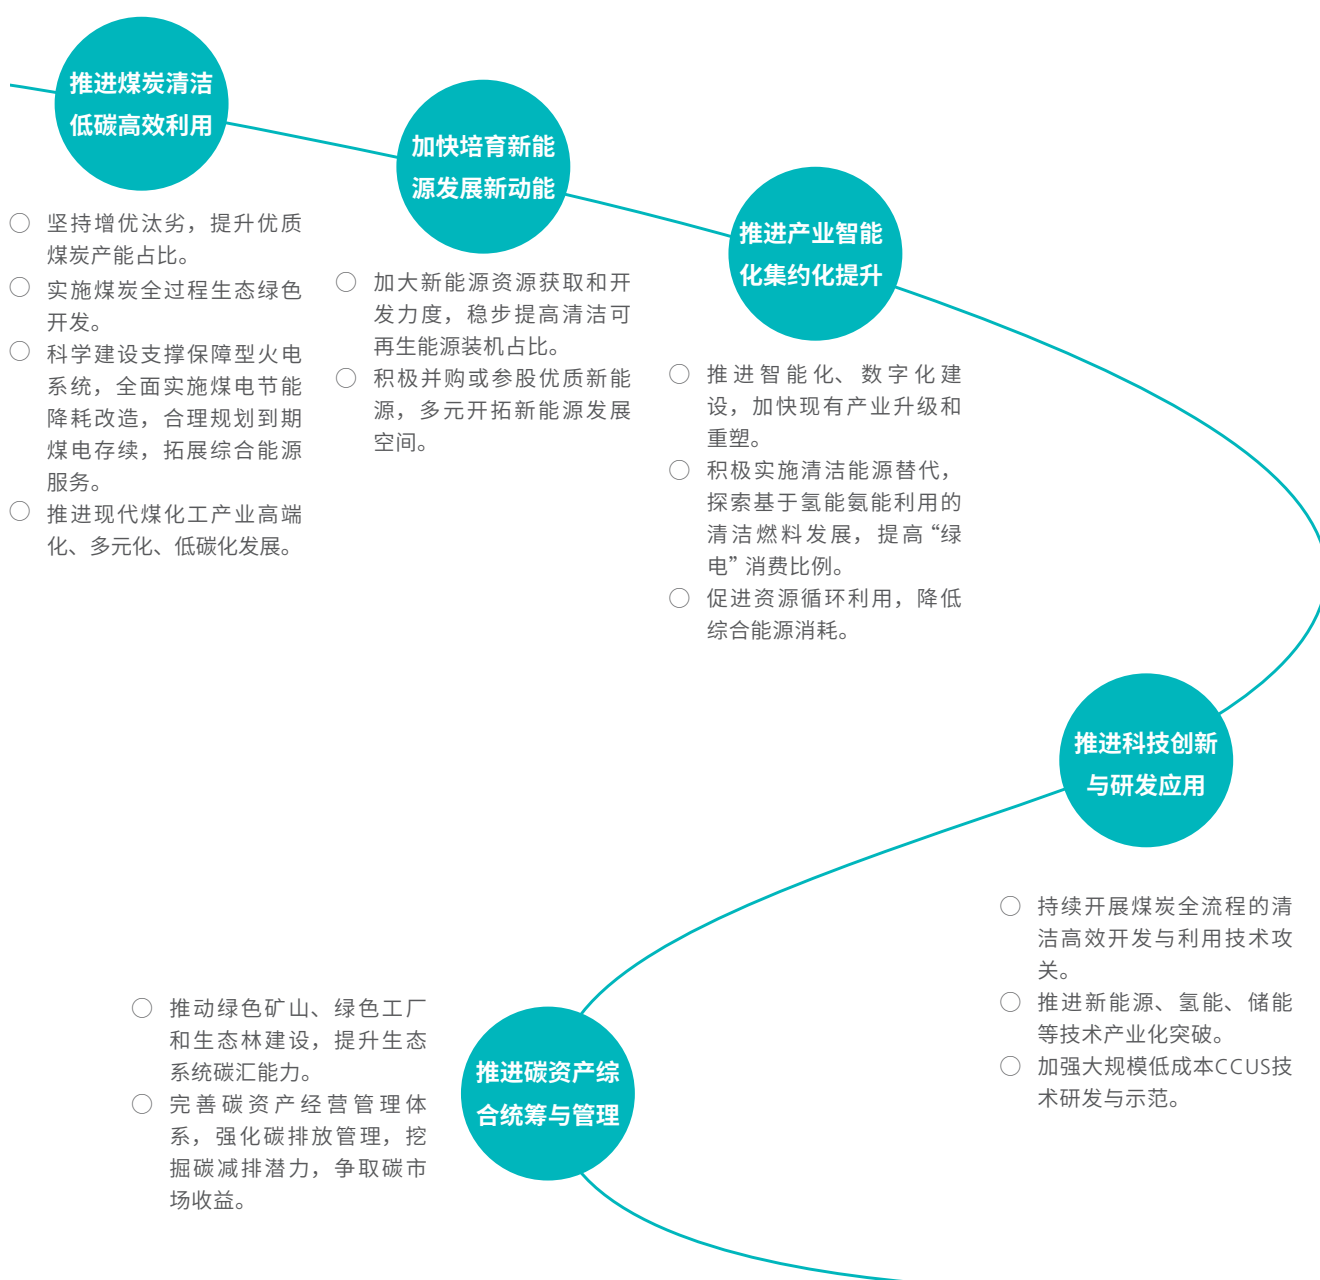 推进煤炭清洁
低碳高效利用
坚持增优汰劣，提升优质
煤炭产能占比。
实施煤炭全过程生态绿色
开发。
科学建设支撑保障型火电
系统，全面实施煤电节能
降耗改造，合理规划到期
煤电存续，拓展综合能源
服务。
推进现代煤化工产业高端
化、多元化、低碳化发展。
加快培育新能
源发展新动能
加大新能源资源获取和开
发力度，稳步提高清洁可
再生能源装机占比。
积极并购或参股优质新能
源，多元开拓新能源发展
空间。
推进产业智能
化集约化提升
推进智能化、数字化建
设，加快现有产业升级和
重塑。
积极实施清洁能源替代，
探索基于氢能氨能利用的
清洁燃料发展，提高“绿
电”消费比例。
促进资源循环利用，降低
综合能源消耗。
推进科技创新
与研发应用
持续开展煤炭全流程的清
洁高效开发与利用技术攻
关。
推进新能源、氢能、储能
等技术产业化突破。
加强大规模低成本CCUS技
术研发与示范。
推进碳资产综
合统筹与管理
推动绿色矿山、绿色工厂
和生态林建设，提升生态
系统碳汇能力。
完善碳资产经营管理体
系，强化碳排放管理，挖
掘碳减排潜力，争取碳市
场收益。